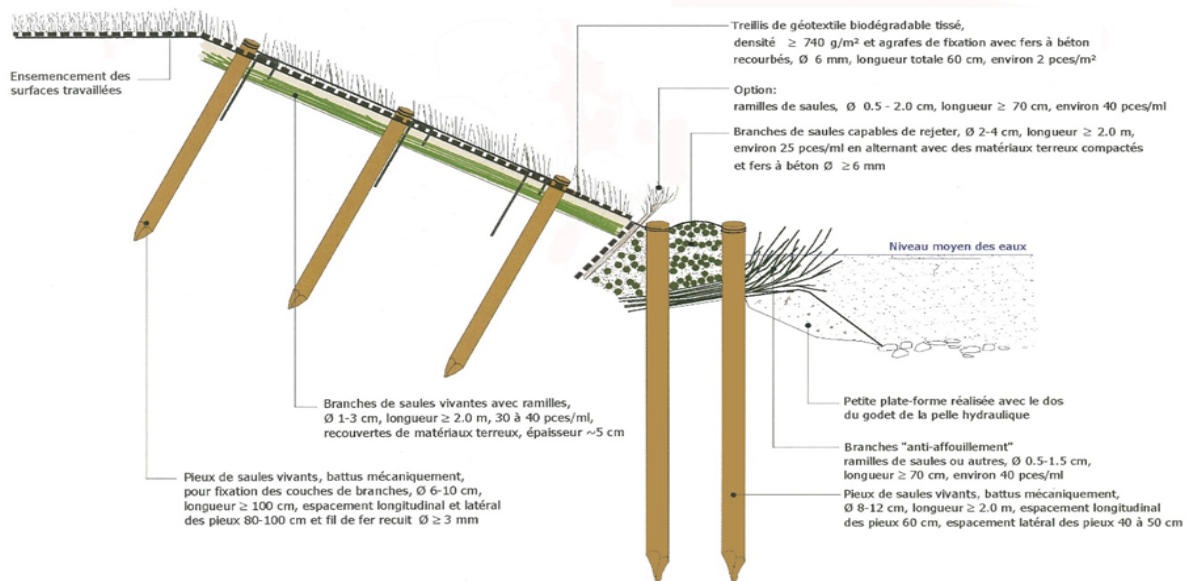 Ensemencement des
surfaces travaillées
Treillis de géotextile biodégradable tissé,
densité ≥ 740 g/m² et agrafes de fixation avec fers à béton
recourbés, Ø 6 mm, longueur totale 60 cm, environ 2 pces/m²
Option:
ramilles de saules, Ø 0.5 - 2.0 cm, longueur ≥ 70 cm, environ 40 pces/ml
Branches de saules capables de rejeter, Ø 2-4 cm, longueur ≥ 2.0 m,
environ 25 pces/ml en alternant avec des matériaux terreux compactés
et fers à béton Ø ≥6 mm
Niveau moyen des eaux
Branches de saules vivantes avec ramilles,
Ø 1-3 cm, longueur ≥ 2.0 m, 30 à 40 pces/ml,
recouvertes de matériaux terreux, épaisseur ~5 cm
Petite plate-forme réalisée avec le dos
du godet de la pelle hydraulique
Branches "anti-affouillement"
ramilles de saules ou autres, Ø 0.5-1.5 cm,
longueur ≥ 70 cm, environ 40 pces/ml
Pieux de saules vivants, battus mécaniquement,
pour fixation des couches de branches, Ø 6-10 cm,
longueur ≥ 100 cm, espacement longitudinal et latéral
des pieux 80-100 cm et fil de fer recuit Ø ≥ 3 mm
Pieux de saules vivants, battus mécaniquement,
Ø 8-12 cm, longueur ≥ 2.0 m, espacement longitudinal
des pieux 60 cm, espacement latéral des pieux 40 à 50 cm